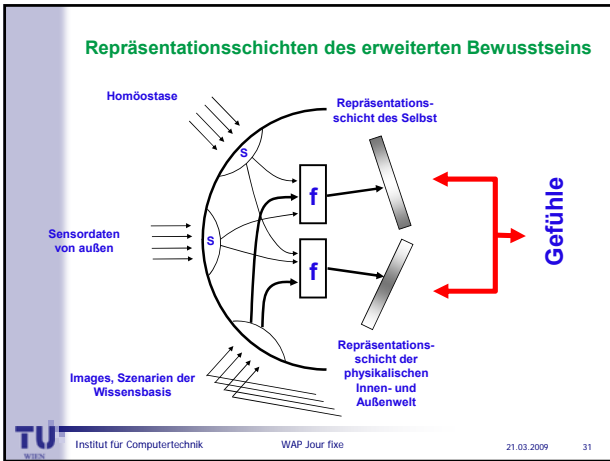 Repräsentationsschichten des erweiterten Bewusstseins
Homöostase
Repräsentations-
schicht des Selbst
S
f
Sensordaten
von außen
S
f
Gefühle
Images, Szenarien der
Wissensbasis
Repräsentations-
schicht der
physikalischen
Innen- und
Außenwelt
TU
WIEN
Institut für Computertechnik
WAP Jour fixe
21.03.2009
31